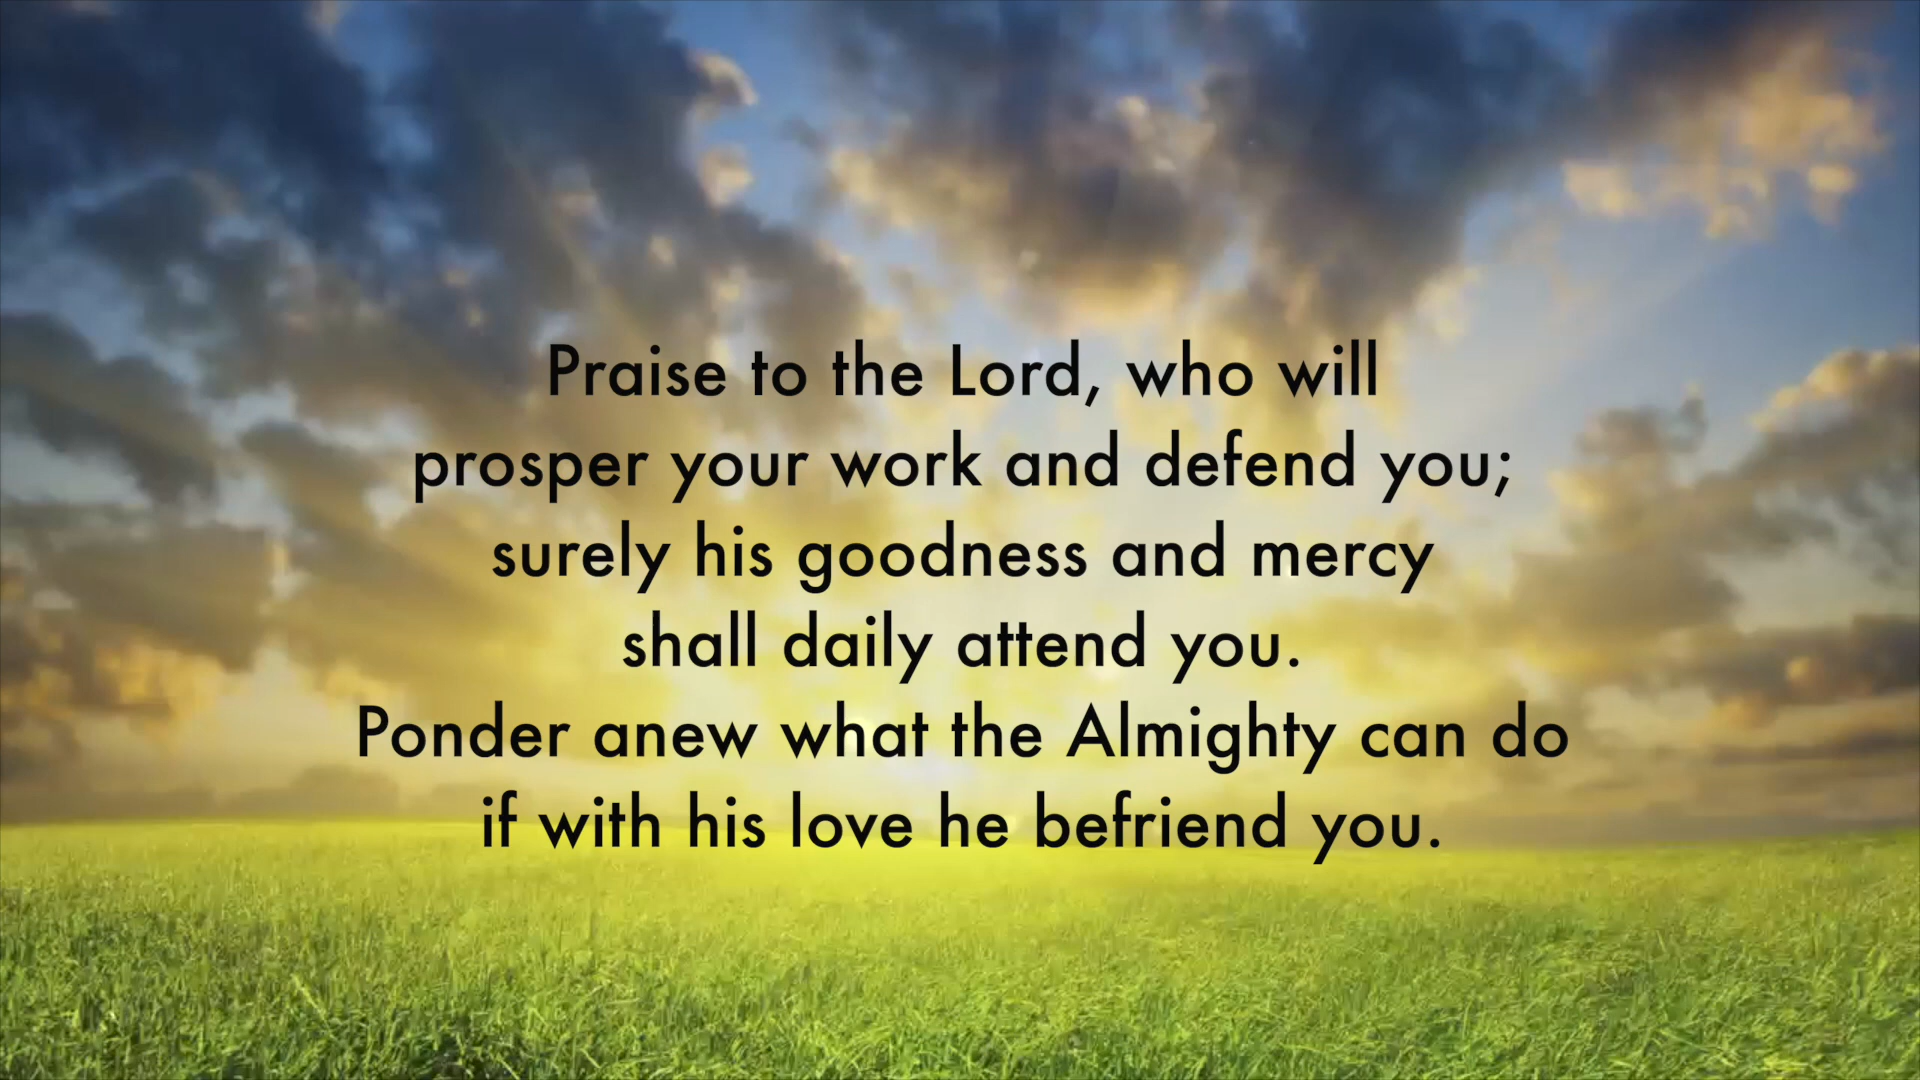 Praise to the Lord, who will
prosper your work and defend you;
surely his goodness and mercy
shall daily attend you.
Ponder anew what the Almighty can do
if with his love he befriend you.